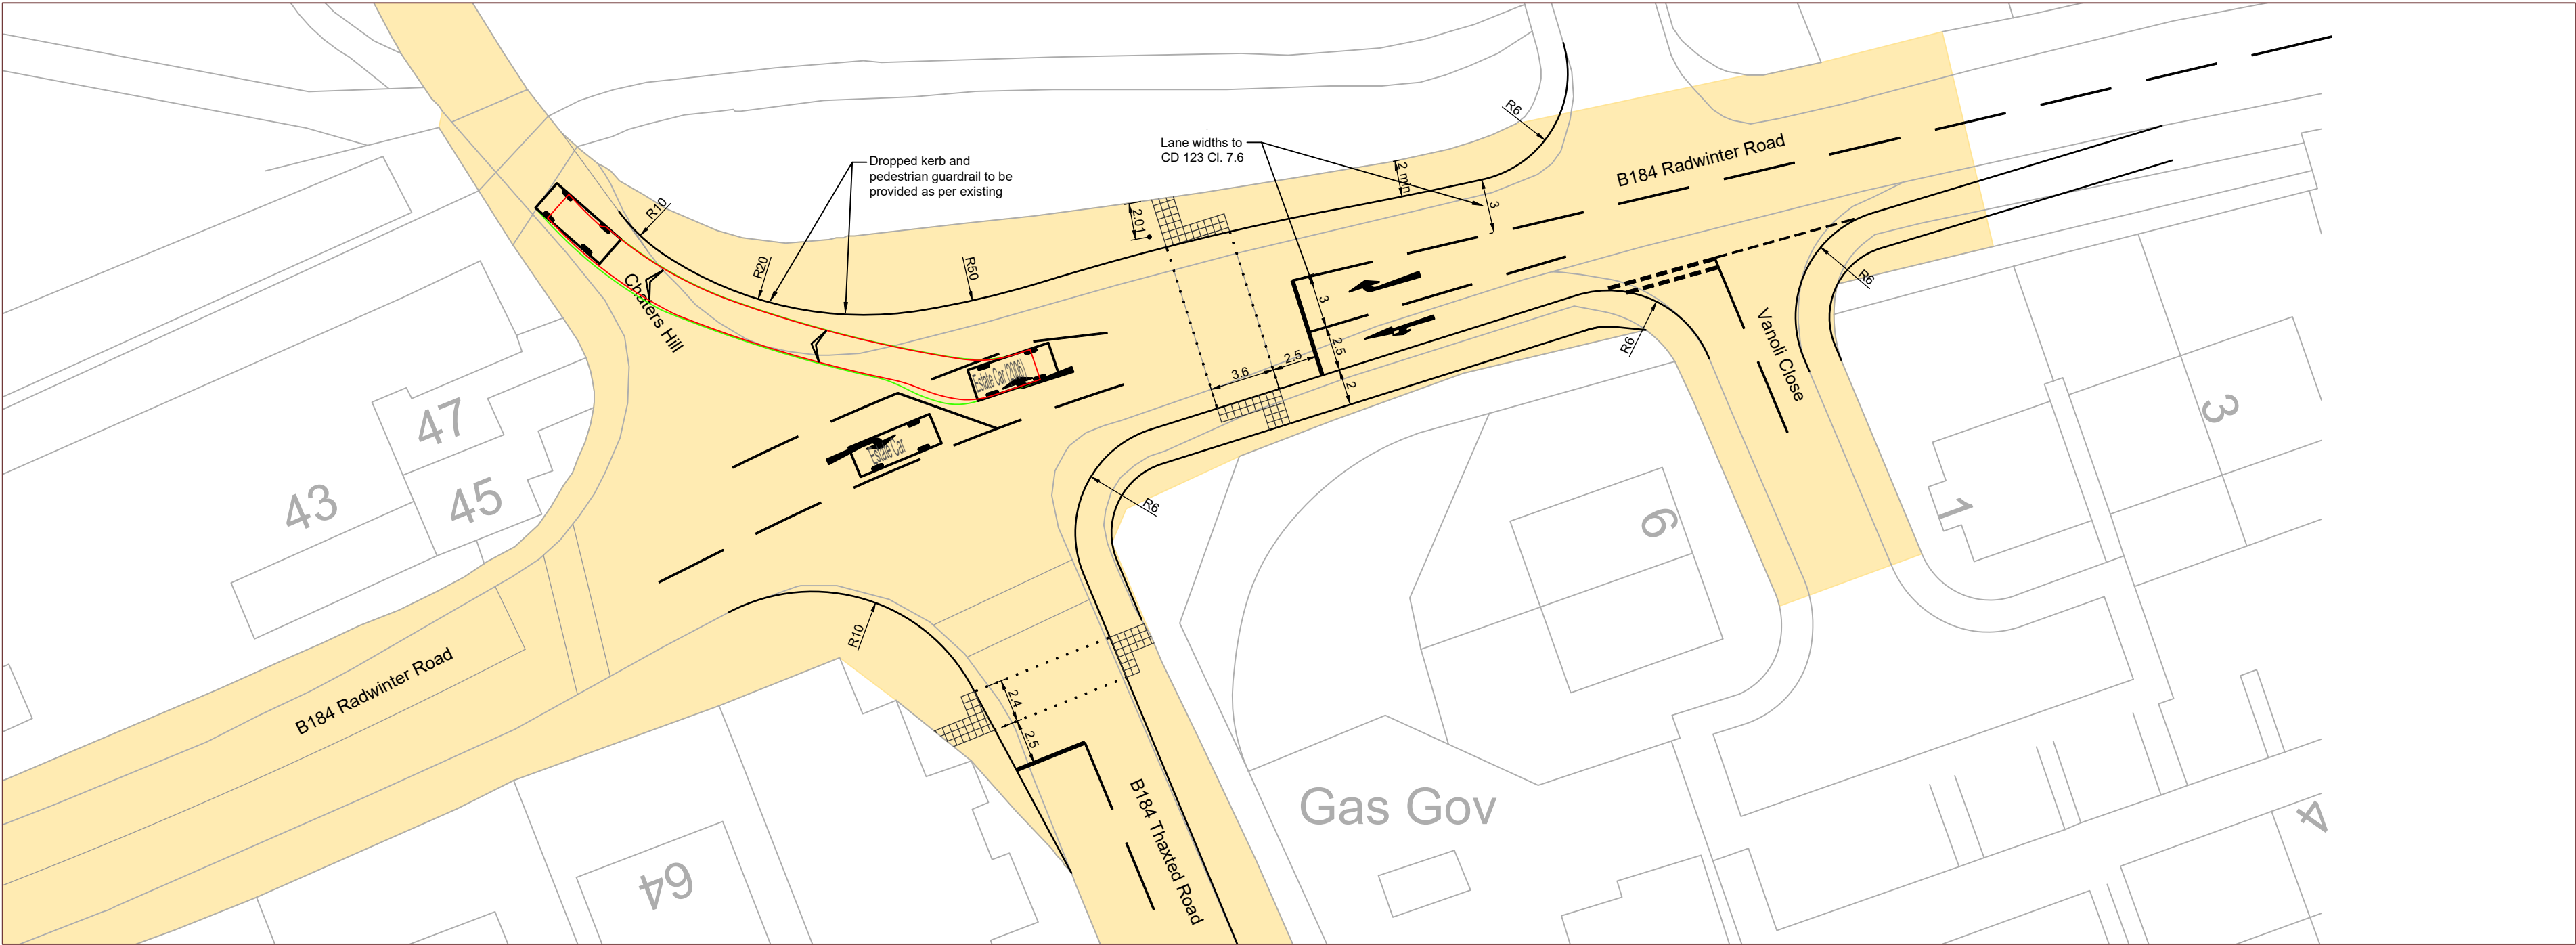 R6
Lane widths to
CD 123 Cl. 7.6
Dropped kerb and
pedestrian guardrail to be
provided as per existing
B184 Radwinter Road
2 min
3
R10
2.01
R20
R50
R6
Chaters Hill
3
Vanoli Close
2.5
R6
2.5
3.6
2
Estate Car (2006)
Estate Car
47
45
43
R6
6
1
3
R10
B184 Radwinter Road
2.4
2.5
B184 Thaxted Road
Gas Gov
64
4